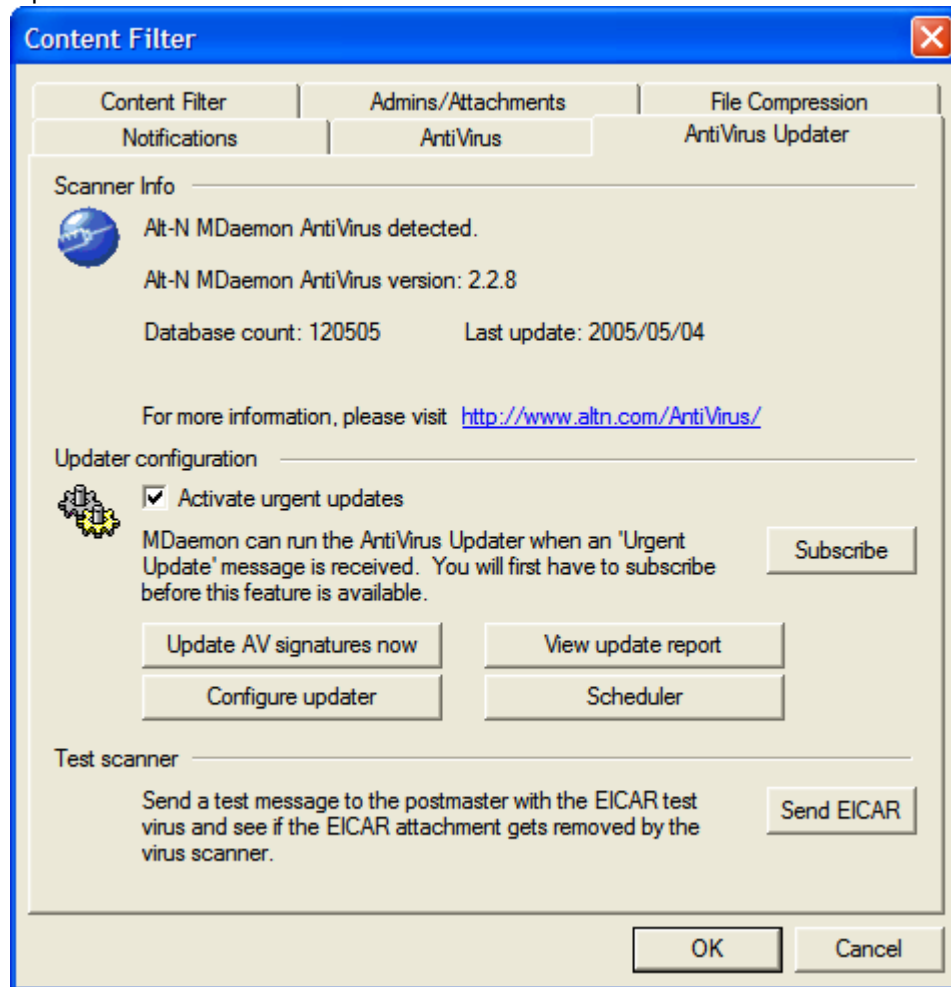 Content Filter
Content Filter
Admins/Attachments
File Compression
Notifications
AntiVirus
AntiVirus Updater
Scanner Info
Alt-N MDaemon AntiVirus detected.
Alt-N MDaemon AntiVirus version: 2.2.8
Database count: 120505 Last update: 2005/05/04
For more information, please visit http://www.altn.com/AntiVirus/
Updater configuration
Activate urgent updates
MDaemon can run the AntiVirus Updater when an "Urgent
Update" message is received. You will first have to subscribe
before this feature is available.
Subscribe
Update AV signatures now
View update report
Configure updater
Scheduler
Test scanner
Send a test message to the postmaster with the EICAR test
virus and see if the EICAR attachment gets removed by the
virus scanner.
Send EICAR
OK
Cancel